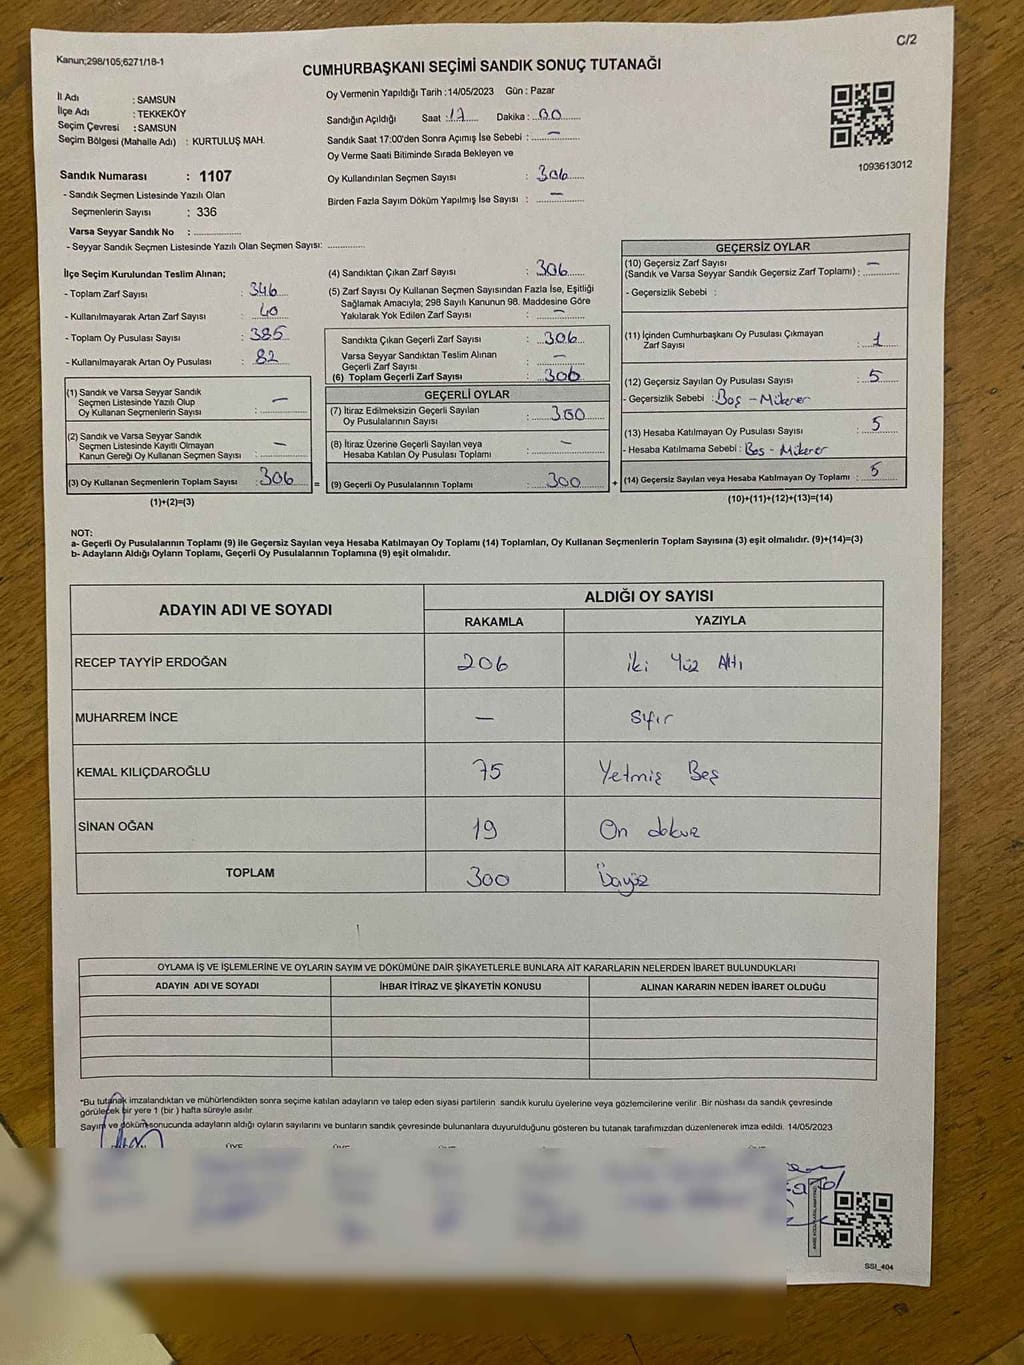 C/2
Kanun;298/105;6271/18-1
CUMHURBAŞKANI SEÇİMİ SANDIK SONUÇ TUTANAĞI
İl Adı : SAMSUN
İlçe Adı : TEKKEKÖY
Seçim Çevresi : SAMSUN
Seçim Bölgesi (Mahalle Adı) : KURTULUŞ MAH.
Sandık Numarası : 1107
- Sandık Seçmen Listesinde Yazılı Olan
Seçmenlerin Sayısı : 336
Varsa Seyyar Sandık No : ..............
- Seyyar Sandık Seçmen Listesinde Yazılı Olan Seçmen Sayısı: ............
Oy Vermenin Yapıldığı Tarih :14/05/2023 Gün : Pazar
Sandığın Açıldığı Saat :17 Dakika : 00
Sandık Saat 17:00'den Sonra Açımış İse Sebebi : —
Oy Verme Saati Bitiminde Sırada Bekleyen ve
Oy Kullandırılan Seçmen Sayısı : 306
Birden Fazla Sayım Döküm Yapılmış İse Sayısı : —
1093613012
İlçe Seçim Kurulundan Teslim Alınan;
- Toplam Zarf Sayısı : 346
- Kullanılmayarak Artan Zarf Sayısı : 40
- Toplam Oy Pusulası Sayısı : 385
- Kullanılmayarak Artan Oy Pusulası : 82
(1) Sandık ve Varsa Seyyar Sandık
Seçmen Listesinde Yazılı Olup
Oy Kullanan Seçmenlerin Sayısı : —
(2) Sandık ve Varsa Seyyar Sandık
Seçmen Listesinde Kayıtlı Olmayan
Kanun Gereği Oy Kullanan Seçmen Sayısı : —
(3) Oy Kullanan Seçmenlerin Toplam Sayısı : 306
(1)+(2)=(3)
(4) Sandıktan Çıkan Zarf Sayısı : 306
(5) Zarf Sayısı Oy Kullanan Seçmen Sayısından Fazla İse, Eşitliği
Sağlamak Amacıyla; 298 Sayılı Kanunun 98. Maddesine Göre
Yakılarak Yok Edilen Zarf Sayısı : —
Sandıkta Çıkan Geçerli Zarf Sayısı : 306
Varsa Seyyar Sandıktan Teslim Alınan
Geçerli Zarf Sayısı : —
(6) Toplam Geçerli Zarf Sayısı : 306
GEÇERLİ OYLAR
(7) İtiraz Edilmeksizin Geçerli Sayılan
Oy Pusulalarının Sayısı : 300
(8) İtiraz Üzerine Geçerli Sayılan veya
Hesaba Katılan Oy Pusulası Toplamı : —
= (9) Geçerli Oy Pusulalarının Toplamı : 300 +
GEÇERSİZ OYLAR
(10) Geçersiz Zarf Sayısı
(Sandık ve Varsa Seyyar Sandık Geçersiz Zarf Toplamı) : —
- Geçersizlik Sebebi :
(11) İçinden Cumhurbaşkanı Oy Pusulası Çıkmayan
Zarf Sayısı : 1
(12) Geçersiz Sayılan Oy Pusulası Sayısı : 5
- Geçersizlik Sebebi : Boş - Mükerer
(13) Hesaba Katılmayan Oy Pusulası Sayısı : 5
- Hesaba Katılmama Sebebi : Boş - Mükerer
(14) Geçersiz Sayılan veya Hesaba Katılmayan Oy Toplamı : 5
(10)+(11)+(12)+(13)=(14)
NOT:
a- Geçerli Oy Pusulalarının Toplamı (9) ile Geçersiz Sayılan veya Hesaba Katılmayan Oy Toplamı (14) Toplamları, Oy Kullanan Seçmenlerin Toplam Sayısına (3) eşit olmalıdır. (9)+(14)=(3)
b- Adayların Aldığı Oyların Toplamı, Geçerli Oy Pusulalarının Toplamına (9) eşit olmalıdır.
ADAYIN ADI VE SOYADI
ALDIĞI OY SAYISI
RAKAMLA YAZIYLA
RECEP TAYYİP ERDOĞAN 206 iki Yüz Altı
MUHARREM İNCE — Sıfır
KEMAL KILIÇDAROĞLU 75 Yetmiş Beş
SİNAN OĞAN 19 On dokuz
TOPLAM 300 Üçyüz
OYLAMA İŞ VE İŞLEMLERİNE VE OYLARIN SAYIM VE DÖKÜMÜNE DAİR ŞİKAYETLERLE BUNLARA AİT KARARLARIN NELERDEN İBARET BULUNDUKLARI
ADAYIN ADI VE SOYADI İHBAR İTİRAZ VE ŞİKAYETİN KONUSU ALINAN KARARIN NEDEN İBARET OLDUĞU
*Bu tutanak imzalandıktan ve mühürlendikten sonra seçime katılan adayların ve talep eden siyasi partilerin sandık kurulu üyelerine veya gözlemcilerine verilir .Bir nüshası da sandık çevresinde
görülecek bir yere 1 (bir ) hafta süreyle asılır.
Sayım ve döküm sonucunda adayların aldığı oyların sayılarını ve bunların sandık çevresinde bulunanlara duyurulduğunu gösteren bu tutanak tarafımızdan düzenlenerek imza edildi. 14/05/2023
SSI_404